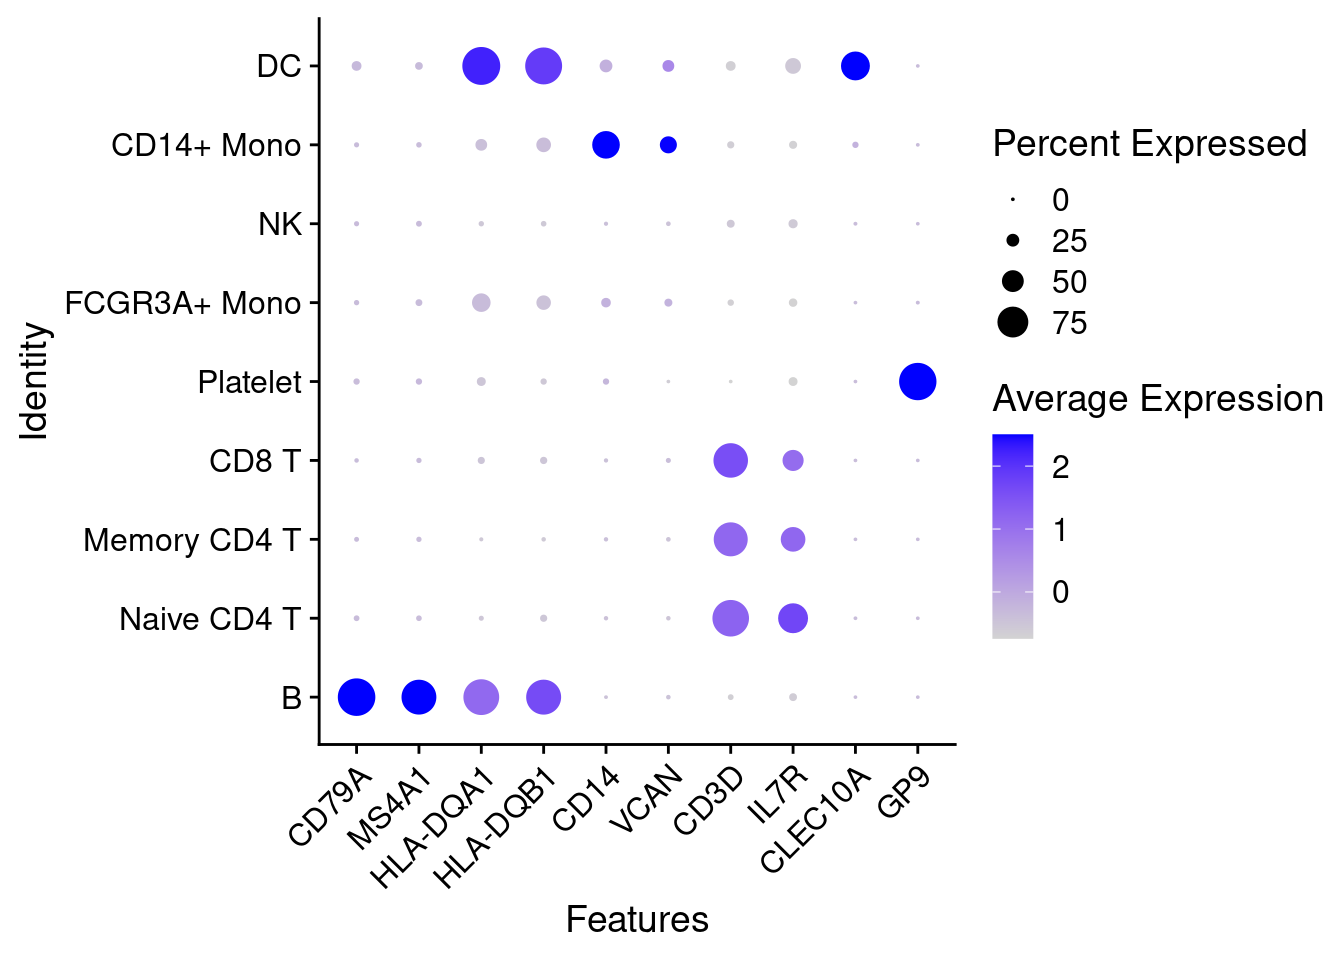 DC
CD14+ Mono
NK
FCGR3A+ Mono
Platelet
CD8 T
Memory CD4 T
Naive CD4 T
B
Identity
CD79A
MS4A1
HLA-DQA1
HLA-DQB1
CD14
VCAN
CD3D
IL7R
CLEC10A
GP9
Features
Percent Expressed
0
25
50
75
Average Expression
2
1
0